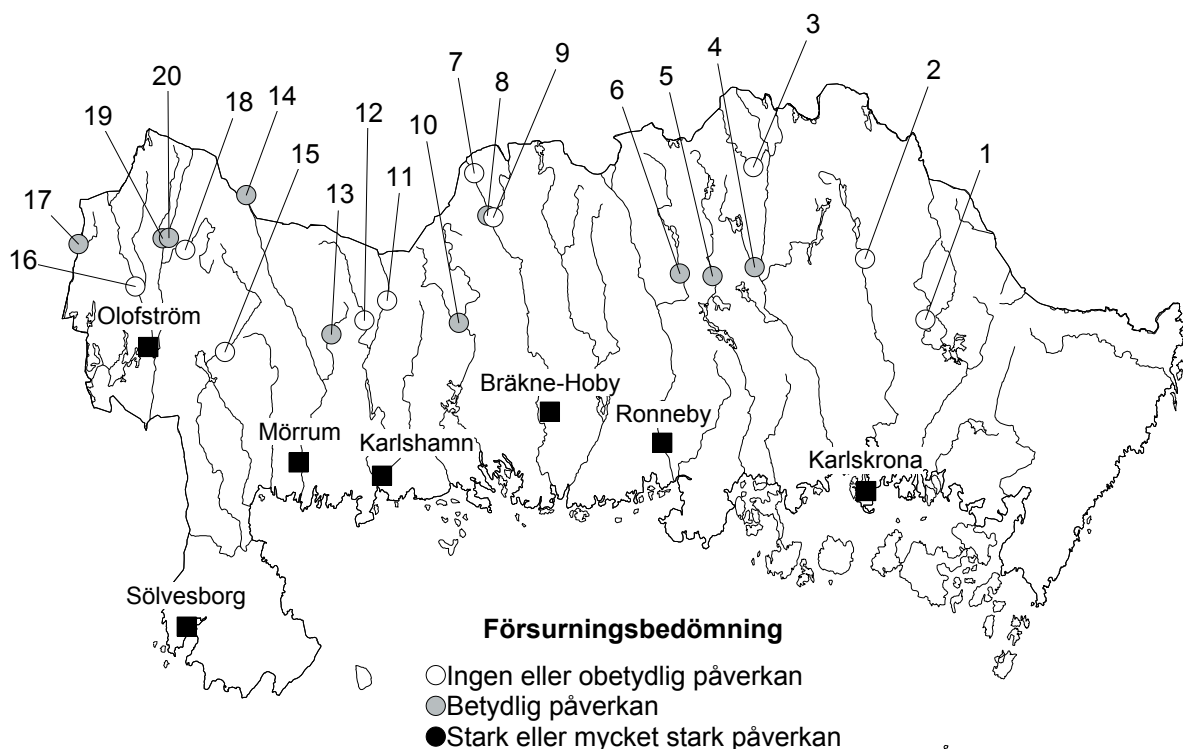 3
4
9
20
7
5
2
8
14
6
18
12
19
10
1
15
11
17
13
16
Olofström
Bräkne-Hoby
Ronneby
Mörrum
Karlshamn
Karlskrona
Sölvesborg
Försurningsbedömning
Ingen eller obetydlig påverkan
Betydlig påverkan
Stark eller mycket stark påverkan